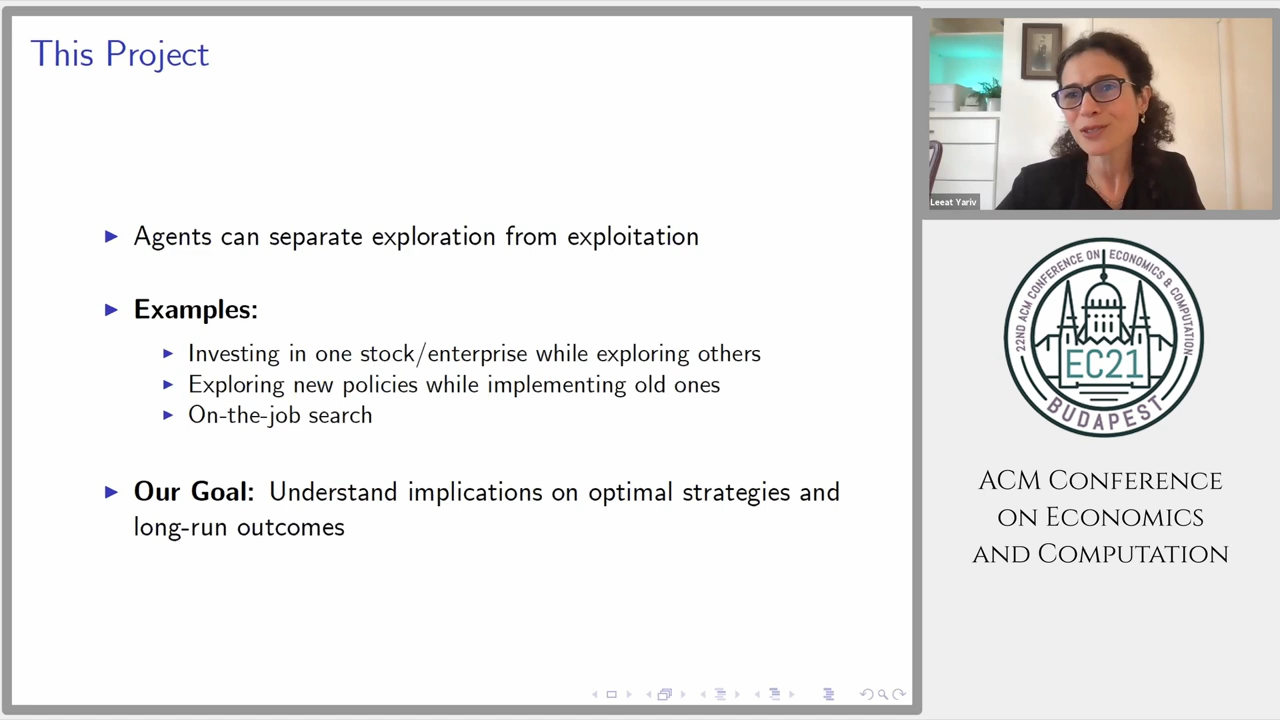 This Project
▶ Agents can separate exploration from exploitation
▶ Examples:
▶ Investing in one stock/enterprise while exploring others
▶ Exploring new policies while implementing old ones
▶ On-the-job search
▶ Our Goal: Understand implications on optimal strategies and
long-run outcomes
Leeat Yariv
22ND ACM CONFERENCE ON ECONOMICS & COMPUTATION
EC21
BUDAPEST
ACM Conference
on Economics
and Computation